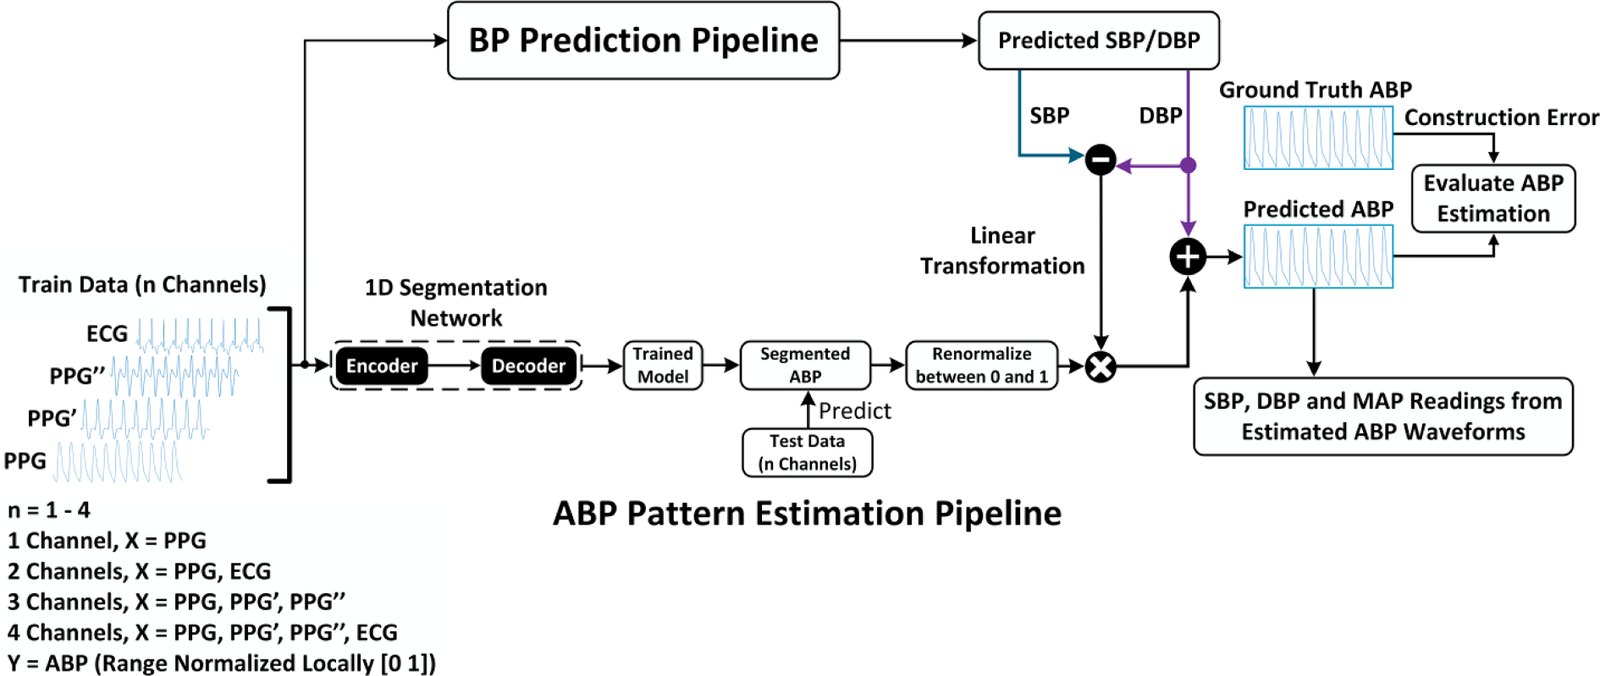 BP Prediction Pipeline
Predicted SBP/DBP
SBP
DBP
Ground Truth ABP
Construction Error
Evaluate ABP
Estimation
Predicted ABP
Linear
Transformation
Train Data (n Channels)
ECG
PPG’’
PPG’
PPG
1D Segmentation
Network
Encoder
Decoder
Trained
Model
Segmented
ABP
Renormalize
between 0 and 1
Predict
Test Data
(n Channels)
SBP, DBP and MAP Readings from
Estimated ABP Waveforms
ABP Pattern Estimation Pipeline
n = 1 - 4
1 Channel, X = PPG
2 Channels, X = PPG, ECG
3 Channels, X = PPG, PPG’, PPG’’
4 Channels, X = PPG, PPG’, PPG’’, ECG
Y = ABP (Range Normalized Locally [0 1])